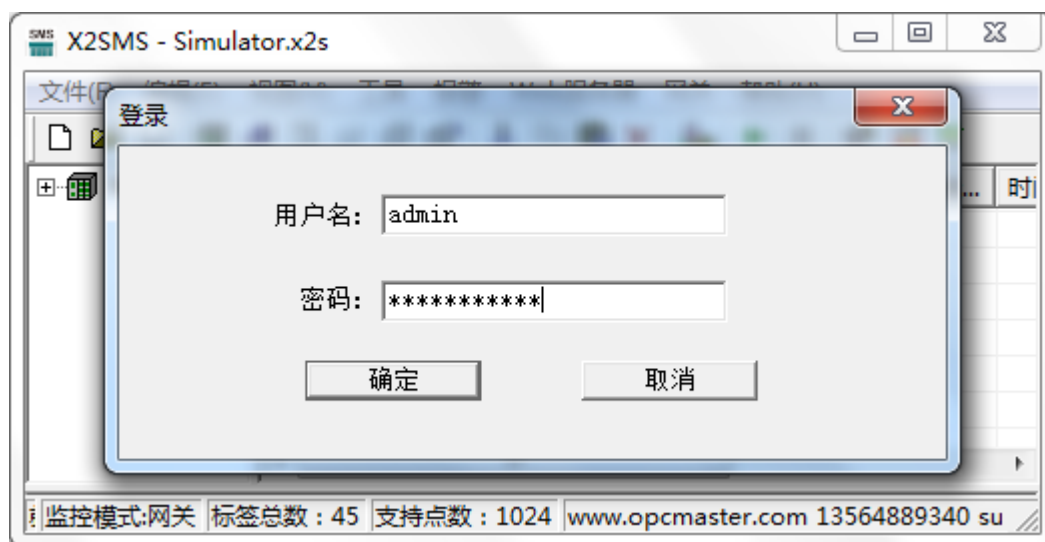 SMS
X2SMS - Simulator.x2s
文件(F
登录
... 时
用户名: admin
密码: ***********
确定 取消
监控模式:网关 标签总数：45 支持点数：1024 www.opcmaster.com 13564889340 su